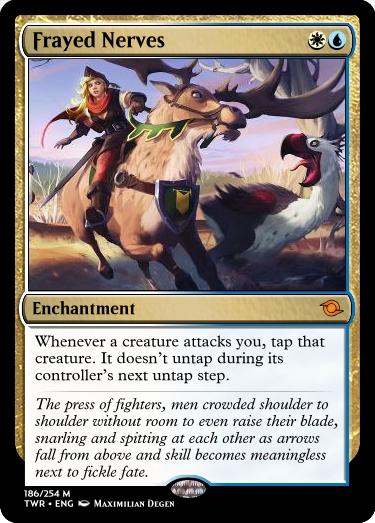 Frayed Nerves
Enchantment
Whenever a creature attacks you, tap that
creature. It doesn't untap during its
controller's next untap step.
The press of fighters, men crowded shoulder to
shoulder without room to even raise their blade,
snarling and spitting at each other as arrows
fall from above and skill becomes meaningless
next to fickle fate.
186/254 M
TWR • ENG Maximilian Degen